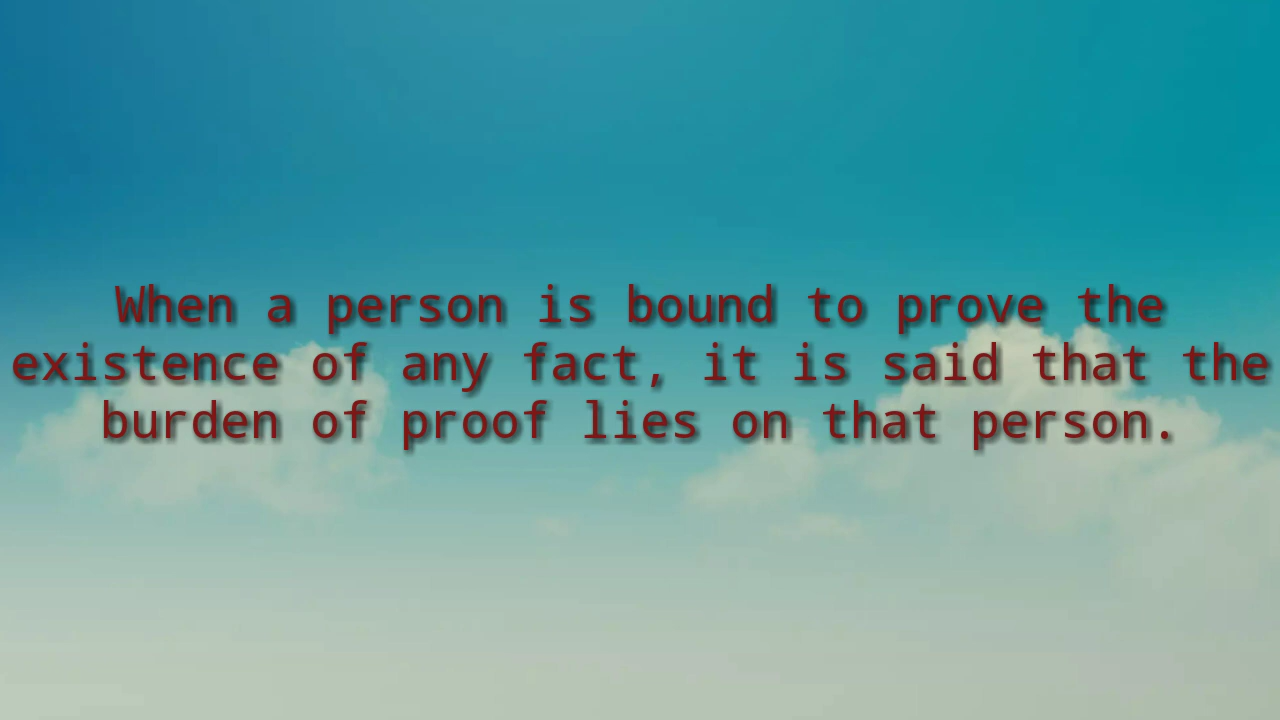 When a person is bound to prove the
existence of any fact, it is said that the
burden of proof lies on that person.